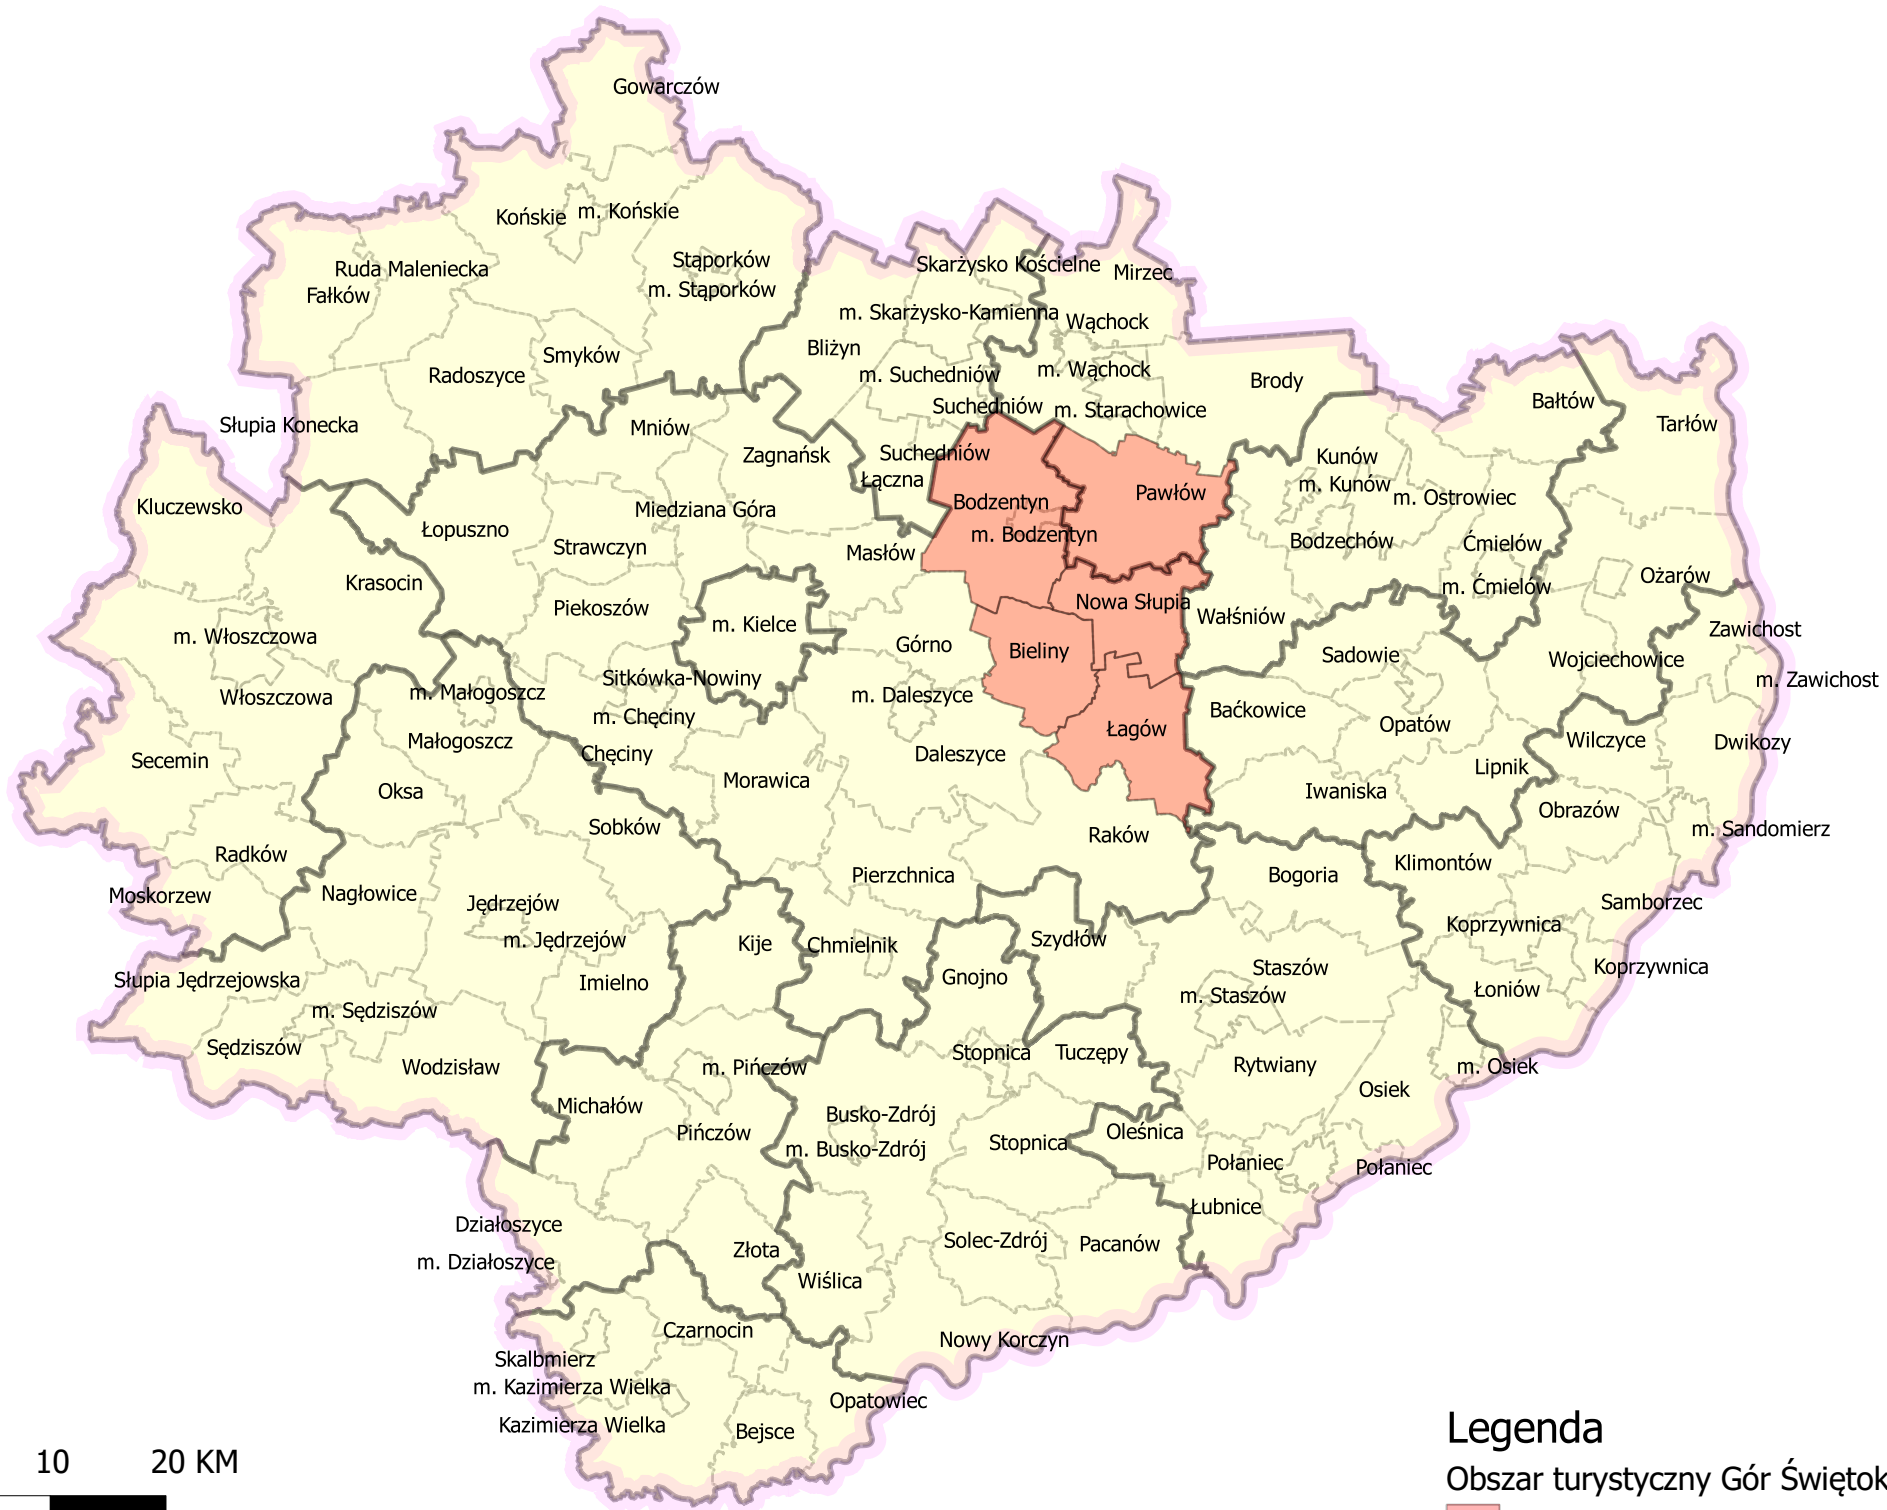 Gowarczów
Końskie
m. Końskie
Stąporków
m. Stąporków
Ruda Maleniecka
Fałków
Skarżysko Kościelne
Mirzec
m. Skarżysko-Kamienna
Wąchock
Bliżyn
Smyków
Radoszyce
m. Suchedniów
m. Wąchock
Brody
Suchedniów
m. Starachowice
Bałtów
Tarłów
Słupia Konecka
Mniów
Zagnańsk
Suchedniów
Łączna
Kunów
m. Kunów
m. Ostrowiec
Pawłów
Bodzentyn
m. Bodzentyn
Kluczewsko
Łopuszno
Miedziana Góra
Strawczyn
Masłów
Bodzechów
Ćmielów
m. Ćmielów
Ożarów
Krasocin
Piekoszów
m. Kielce
Nowa Słupia
Wałśniów
Zawichost
m. Włoszczowa
Górno
Bieliny
Sadowie
Wojciechowice
m. Zawichost
Włoszczowa
m. Małogoszcz
Sitkówka-Nowiny
m. Chęciny
m. Daleszyce
Baćkowice
Opatów
Łagów
Małogoszcz
Chęciny
Daleszyce
Wilczyce
Dwikozy
Secemin
Oksa
Morawica
Lipnik
Iwaniska
Obrazów
Sobków
Raków
m. Sandomierz
Radków
Pierzchnica
Bogoria
Klimontów
Moskorzew
Nagłowice
Jędrzejów
m. Jędrzejów
Kije
Chmielnik
Szydłów
Samborzec
Koprzywnica
Koprzywnica
Słupia Jędrzejowska
Imielno
Gnojno
Staszów
m. Staszów
Łoniów
m. Sędziszów
Sędziszów
Wodzisław
m. Pińczów
Stopnica
Tuczępy
Rytwiany
m. Osiek
Osiek
Michałów
Pińczów
Busko-Zdrój
m. Busko-Zdrój
Stopnica
Oleśnica
Połaniec
Połaniec
Łubnice
Działoszyce
m. Działoszyce
Złota
Wiślica
Solec-Zdrój
Pacanów
Czarnocin
Nowy Korczyn
Skalbmierz
m. Kazimierza Wielka
Kazimierza Wielka
Bejsce
Opatowiec
10 20 KM
Legenda
Obszar turystyczny Gór Świętok